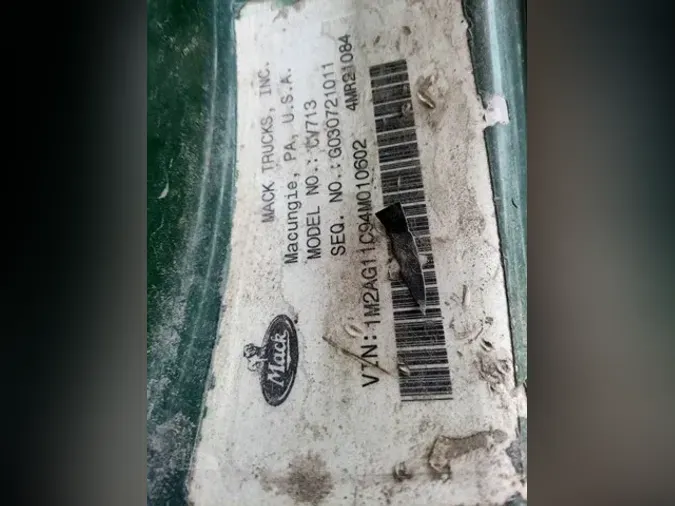 MACK TRUCKS, INC.
Macungie, PA, U.S.A.
MODEL NO.: CV713
SEQ. NO.: G030721011
4MR21084
VIN: 1M2AG11C94M010602
Mack